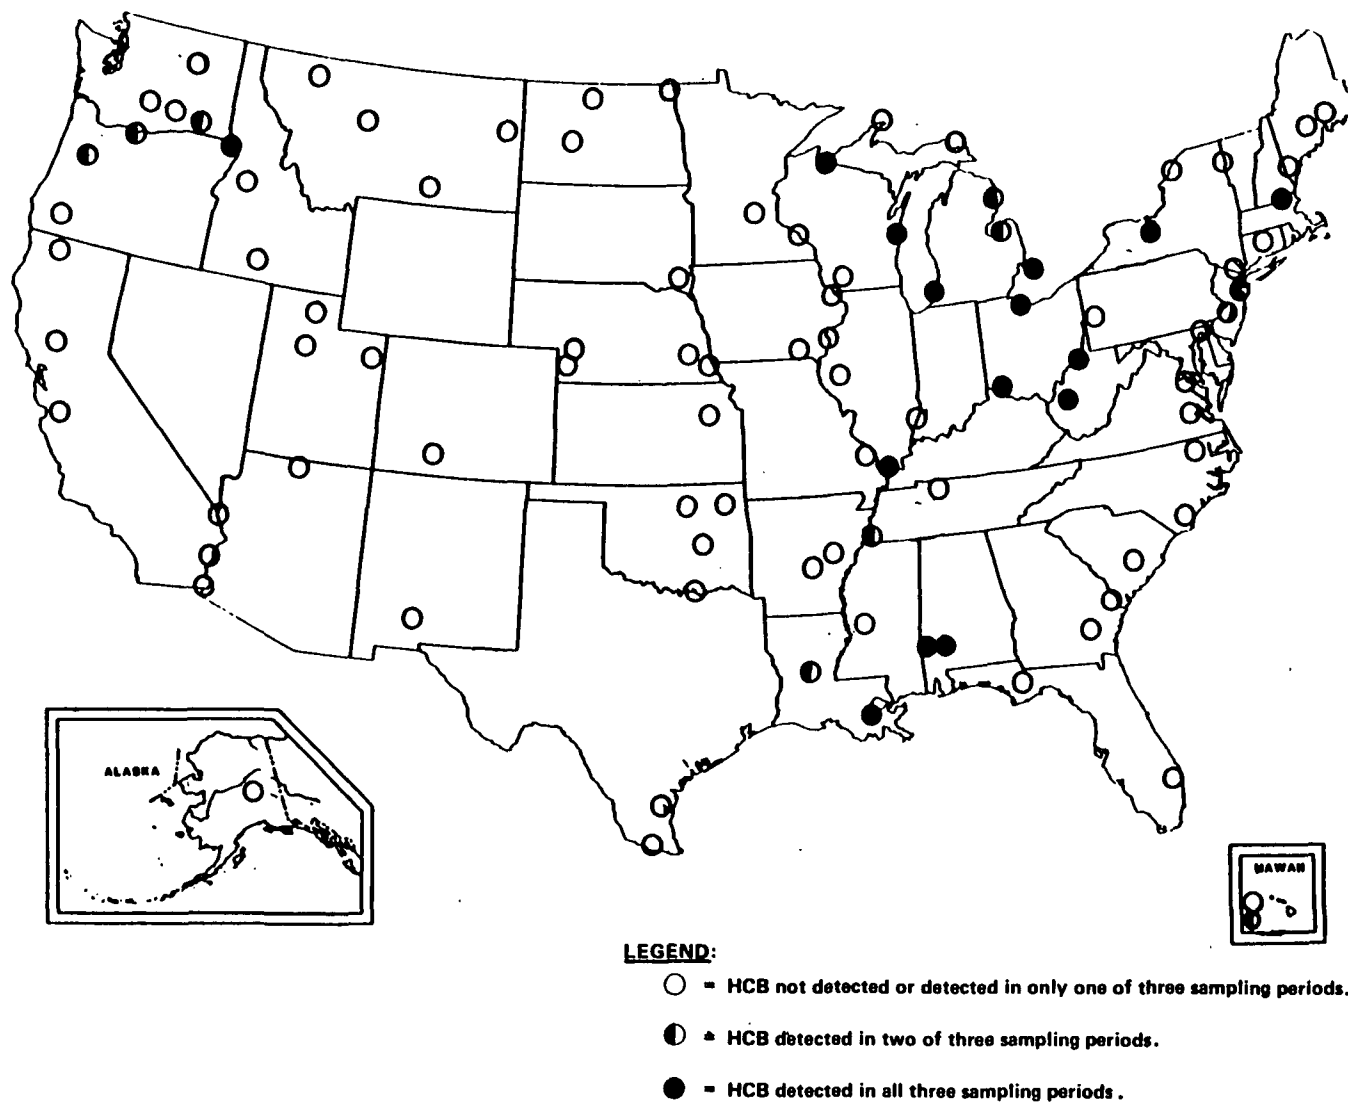 ALASKA
HAWAII
LEGEND:
= HCB not detected or detected in only one of three sampling periods.
= HCB detected in two of three sampling periods.
= HCB detected in all three sampling periods.